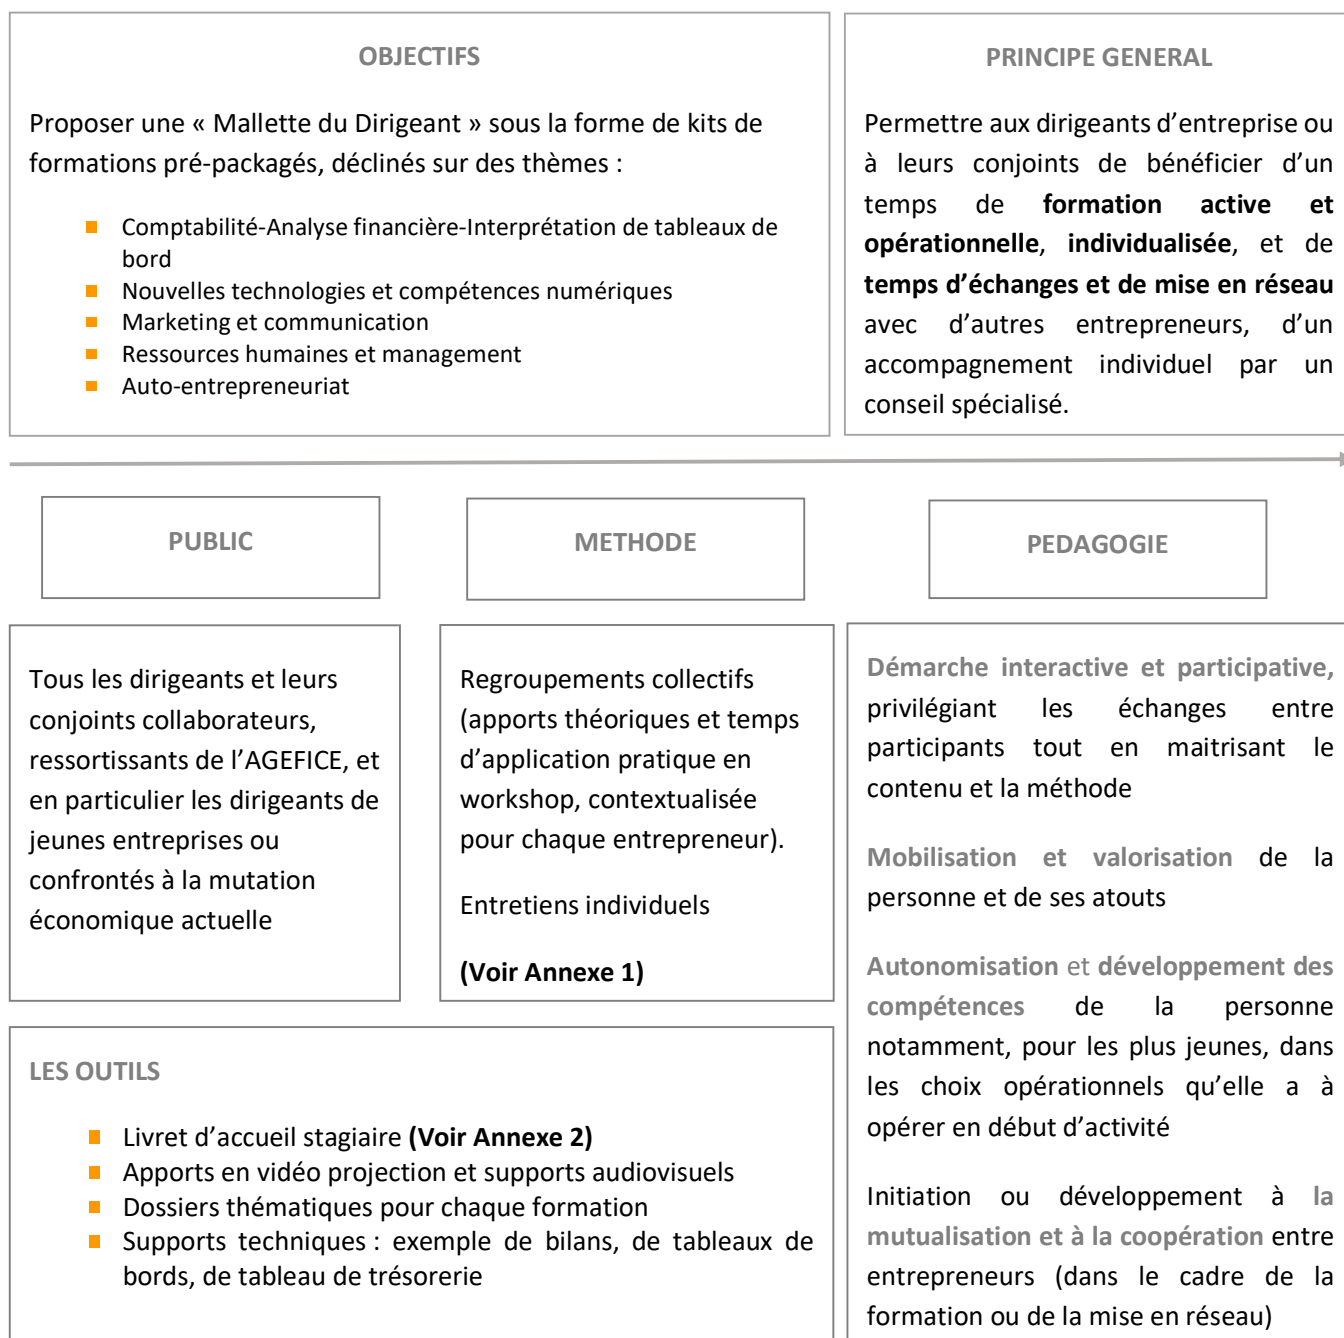 OBJECTIFS
Proposer une « Mallette du Dirigeant » sous la forme de kits de
formations pré-packagés, déclinés sur des thèmes :
Comptabilité-Analyse financière-Interprétation de tableaux de
bord
Nouvelles technologies et compétences numériques
Marketing et communication
Ressources humaines et management
Auto-entrepreneuriat
PRINCIPE GENERAL
Permettre aux dirigeants d’entreprise ou
à leurs conjoints de bénéficier d’un
temps de formation active et
opérationnelle, individualisée, et de
temps d’échanges et de mise en réseau
avec d’autres entrepreneurs, d’un
accompagnement individuel par un
conseil spécialisé.
PUBLIC
Tous les dirigeants et leurs
conjoints collaborateurs,
ressortissants de l’AGEFICE, et
en particulier les dirigeants de
jeunes entreprises ou
confrontés à la mutation
économique actuelle
METHODE
Regroupements collectifs
(apports théoriques et temps
d’application pratique en
workshop, contextualisée
pour chaque entrepreneur).
Entretiens individuels
(Voir Annexe 1)
PEDAGOGIE
Démarche interactive et participative,
privilégiant les échanges entre
participants tout en maitrisant le
contenu et la méthode
Mobilisation et valorisation de la
personne et de ses atouts
Autonomisation et développement des
compétences de la personne
notamment, pour les plus jeunes, dans
les choix opérationnels qu’elle a à
opérer en début d’activité
Initiation ou développement à la
mutualisation et à la coopération entre
entrepreneurs (dans le cadre de la
formation ou de la mise en réseau)
LES OUTILS
Livret d’accueil stagiaire (Voir Annexe 2)
Apports en vidéo projection et supports audiovisuels
Dossiers thématiques pour chaque formation
Supports techniques : exemple de bilans, de tableaux de
bords, de tableau de trésorerie